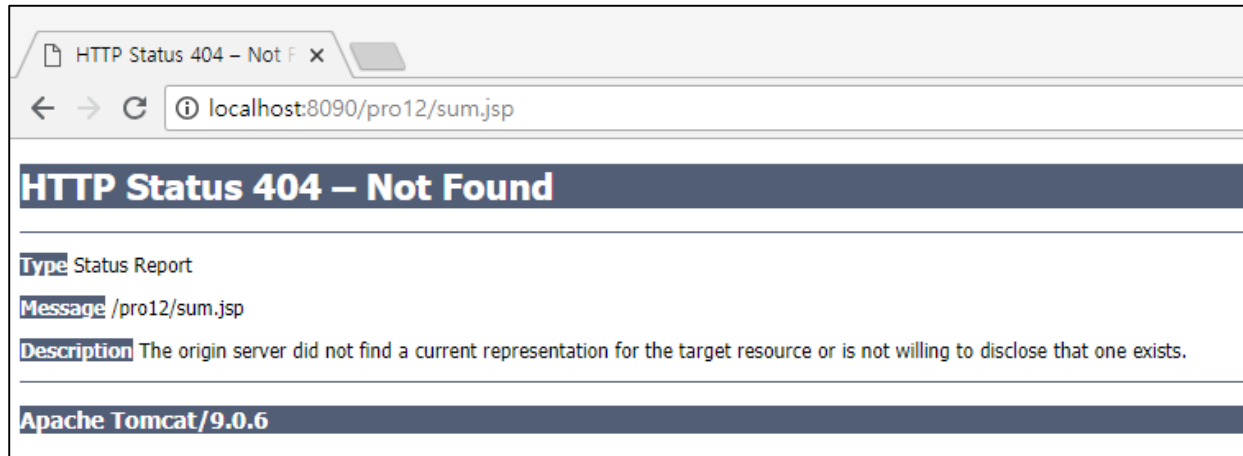 HTTP Status 404 – Not F
localhost:8090/pro12/sum.jsp
HTTP Status 404 – Not Found
Type Status Report
Message /pro12/sum.jsp
Description The origin server did not find a current representation for the target resource or is not willing to disclose that one exists.
Apache Tomcat/9.0.6